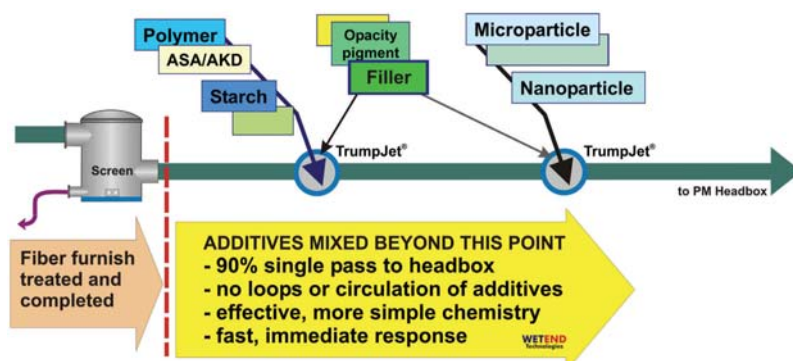 Polymer
ASA/AKD
Starch
Opacity
pigment
Filler
Microparticle
Nanoparticle
Screen
TrumpJet®
TrumpJet®
to PM Headbox
Fiber furnish
treated and
completed
ADDITIVES MIXED BEYOND THIS POINT
- 90% single pass to headbox
- no loops or circulation of additives
- effective, more simple chemistry
- fast, immediate response
WETEND
Technologies